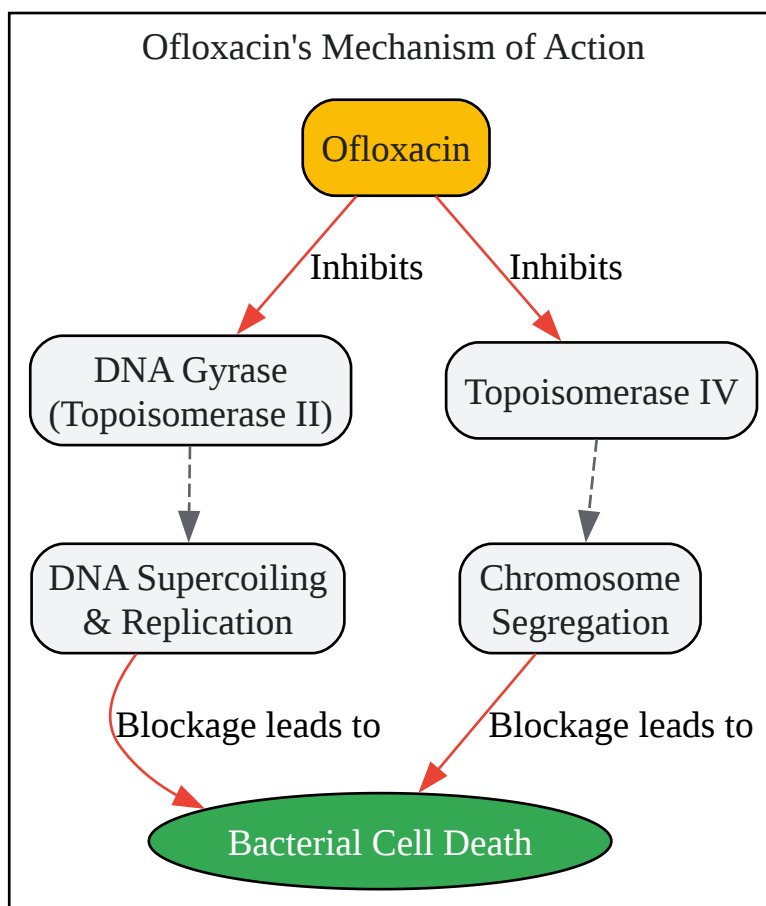 Ofloxacin's Mechanism of Action
Ofloxacin
Inhibits
Inhibits
DNA Gyrase
(Topoisomerase II)
Topoisomerase IV
DNA Supercoiling
& Replication
Chromosome
Segregation
Blockage leads to
Blockage leads to
Bacterial Cell Death